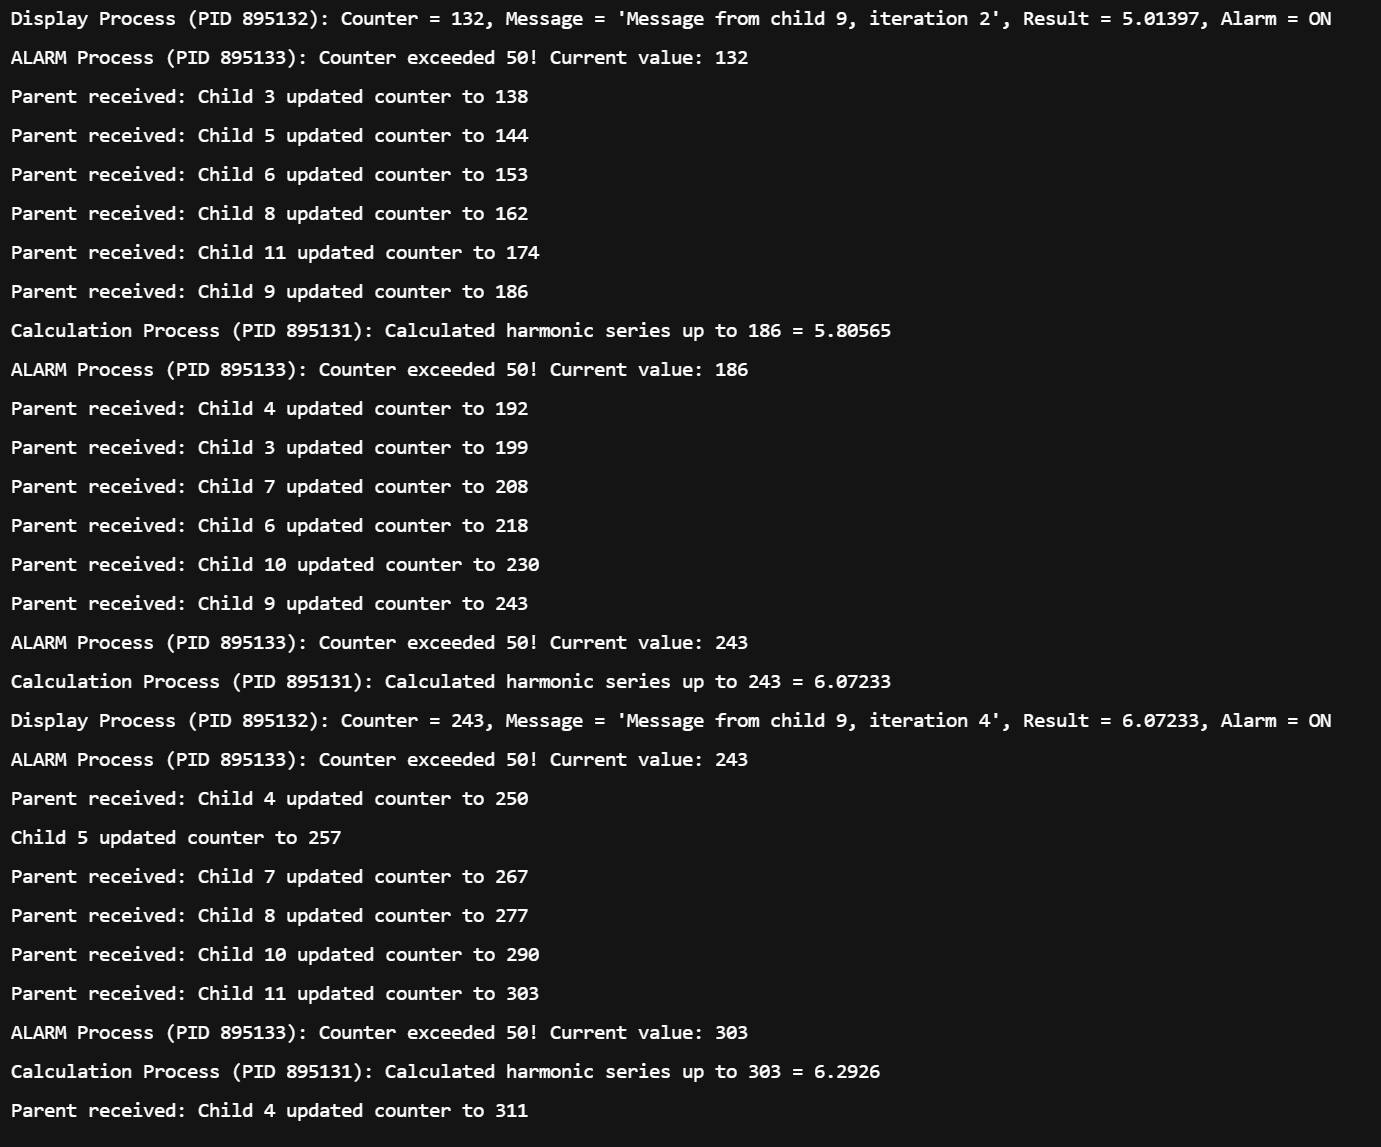 Display Process (PID 895132): Counter = 132, Message = 'Message from child 9, iteration 2', Result = 5.01397, Alarm = ON
ALARM Process (PID 895133): Counter exceeded 50! Current value: 132
Parent received: Child 3 updated counter to 138
Parent received: Child 5 updated counter to 144
Parent received: Child 6 updated counter to 153
Parent received: Child 8 updated counter to 162
Parent received: Child 11 updated counter to 174
Parent received: Child 9 updated counter to 186
Calculation Process (PID 895131): Calculated harmonic series up to 186 = 5.80565
ALARM Process (PID 895133): Counter exceeded 50! Current value: 186
Parent received: Child 4 updated counter to 192
Parent received: Child 3 updated counter to 199
Parent received: Child 7 updated counter to 208
Parent received: Child 6 updated counter to 218
Parent received: Child 10 updated counter to 230
Parent received: Child 9 updated counter to 243
ALARM Process (PID 895133): Counter exceeded 50! Current value: 243
Calculation Process (PID 895131): Calculated harmonic series up to 243 = 6.07233
Display Process (PID 895132): Counter = 243, Message = 'Message from child 9, iteration 4', Result = 6.07233, Alarm = ON
ALARM Process (PID 895133): Counter exceeded 50! Current value: 243
Parent received: Child 4 updated counter to 250
Child 5 updated counter to 257
Parent received: Child 7 updated counter to 267
Parent received: Child 8 updated counter to 277
Parent received: Child 10 updated counter to 290
Parent received: Child 11 updated counter to 303
ALARM Process (PID 895133): Counter exceeded 50! Current value: 303
Calculation Process (PID 895131): Calculated harmonic series up to 303 = 6.2926
Parent received: Child 4 updated counter to 311